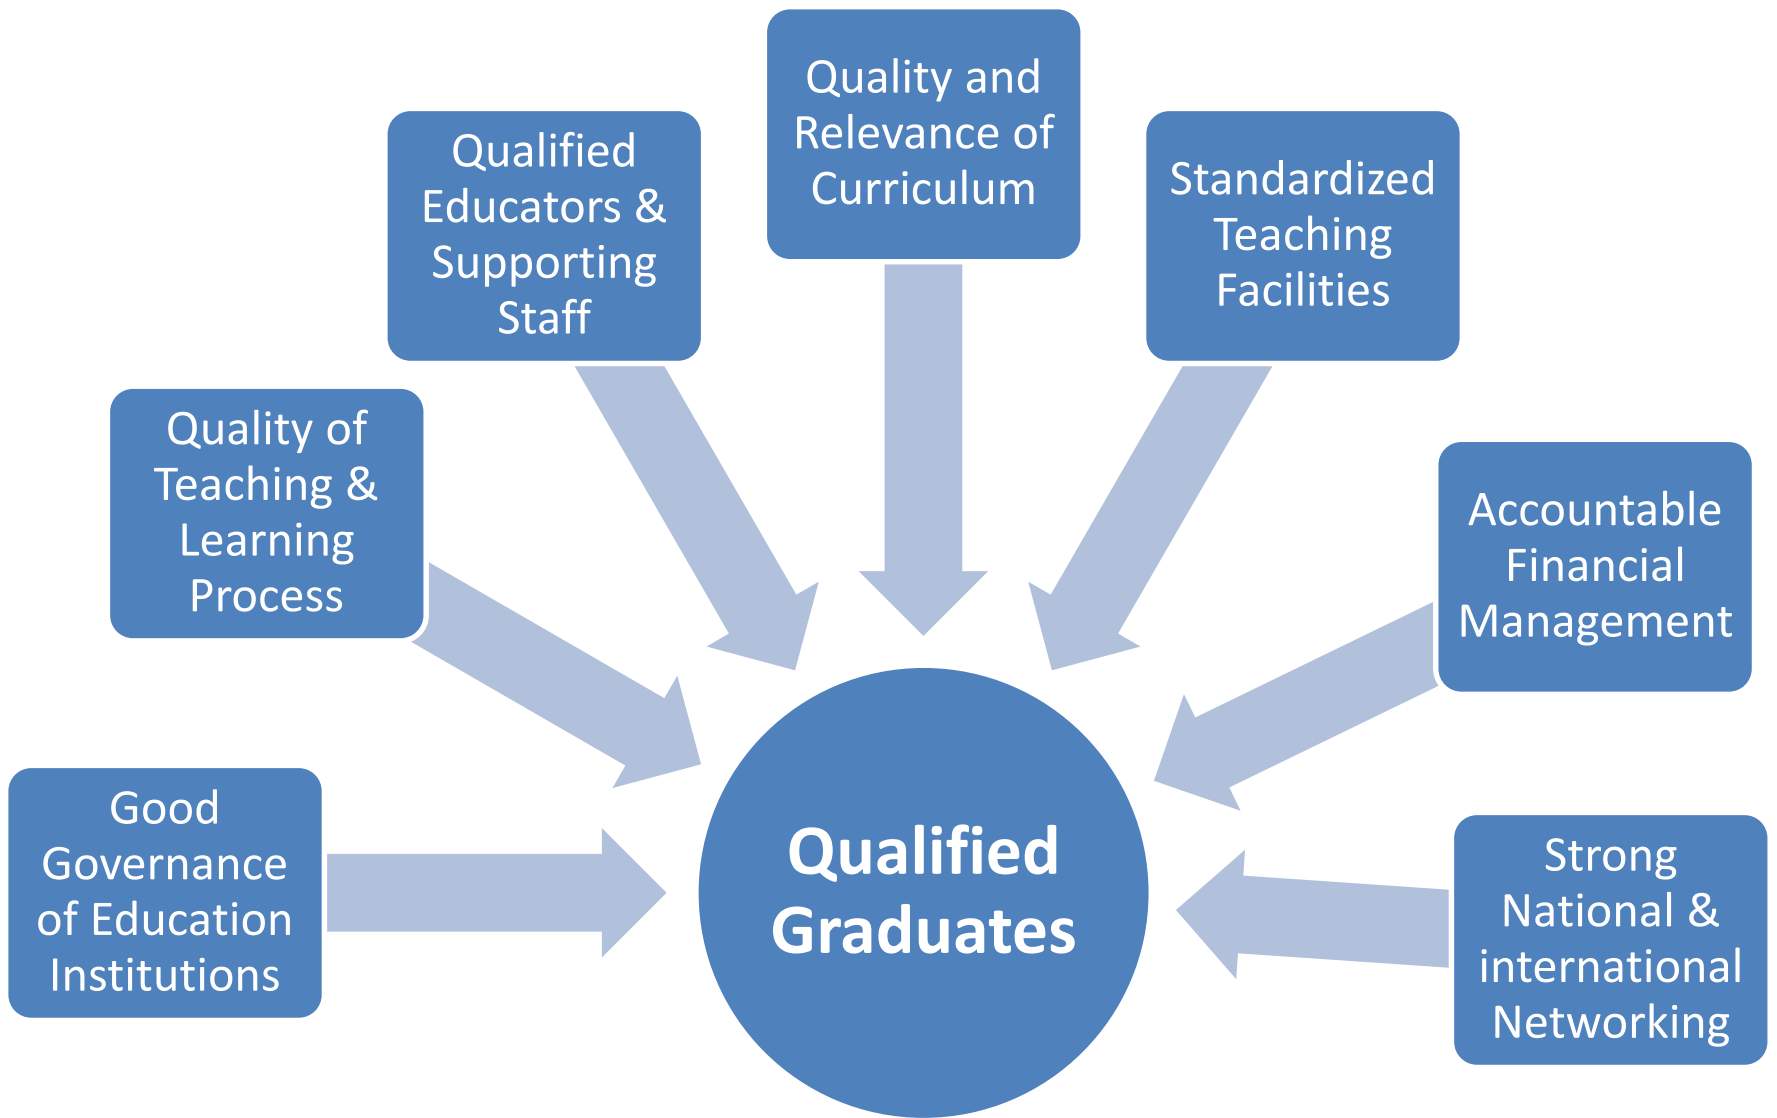 Good
Governance
of Education
Institutions
Quality of
Teaching &
Learning
Process
Qualified
Educators &
Supporting
Staff
Quality and
Relevance of
Curriculum
Standardized
Teaching
Facilities
Accountable
Financial
Management
Strong
National &
international
Networking
Qualified
Graduates